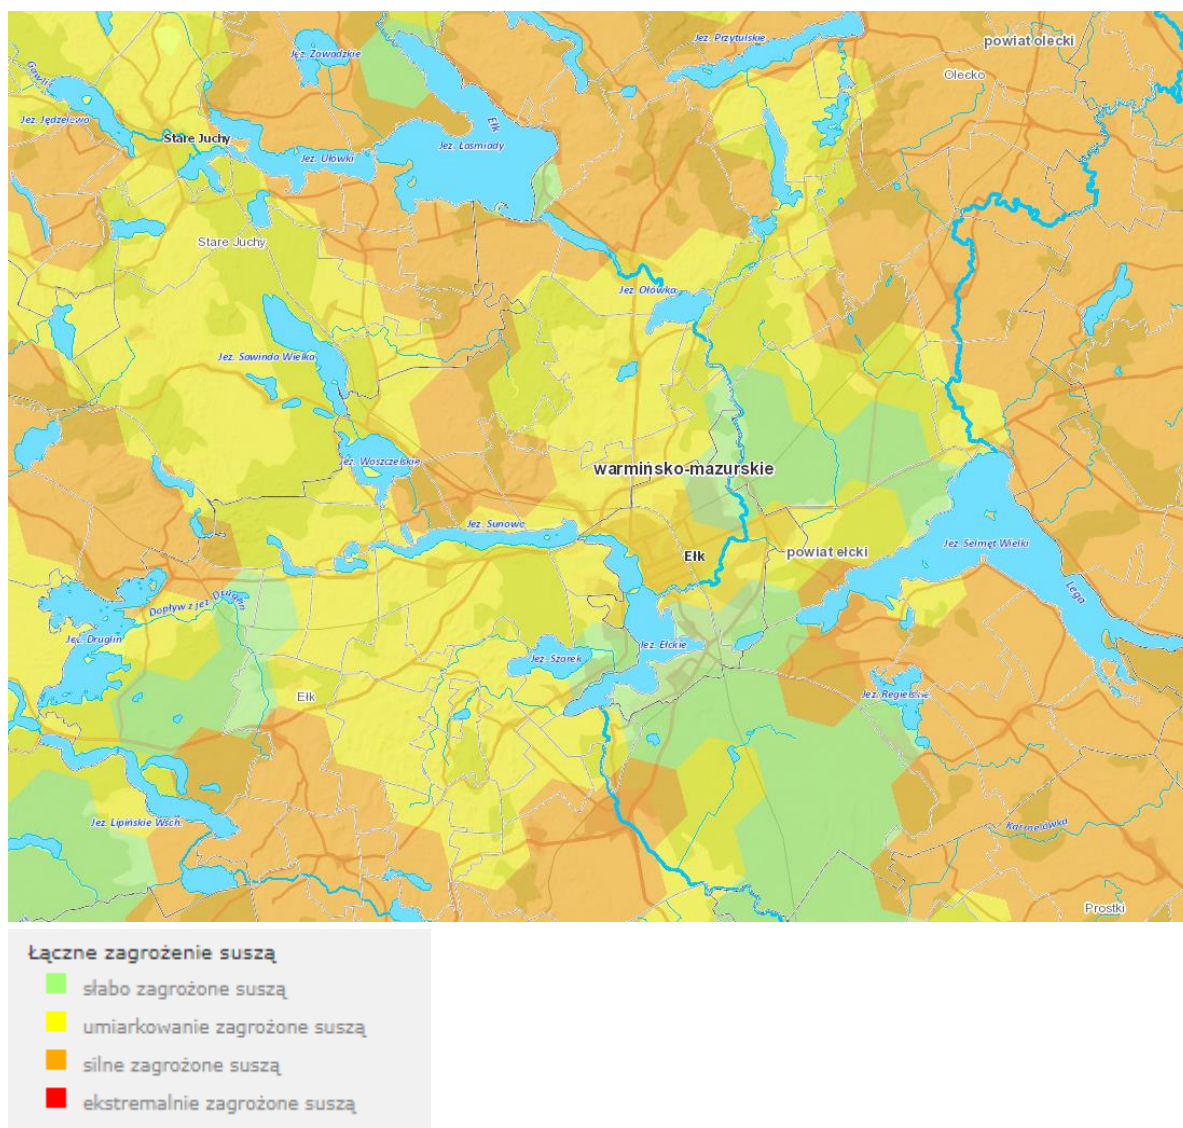 powiat olecki
Jez. Przytulskie
Jez. Zawadzkie
Olecko
Gawlik
Jez. Jędzelewo
Ełk
Stare Juchy
Jez. Łaśmiady
Jez. Ułówki
Stare Juchy
Jez. Ołówka
Jez. Sawinda Wielka
Jez. Woszczelskie
warmińsko-mazurskie
Jez. Sunowo
Jez. Selmęt Wielki
Ełk
powiat ełcki
Lega
Dopływ z jez. Druglin
Jez. Druglin
Jez. Ełckie
Jez. Szarek
Ełk
Jez. Regielskie
Jez. Lipińskie Wsch.
Karmelówka
Prostki
Łączne zagrożenie suszą
słabo zagrożone suszą
umiarkowanie zagrożone suszą
silne zagrożone suszą
ekstremalnie zagrożone suszą